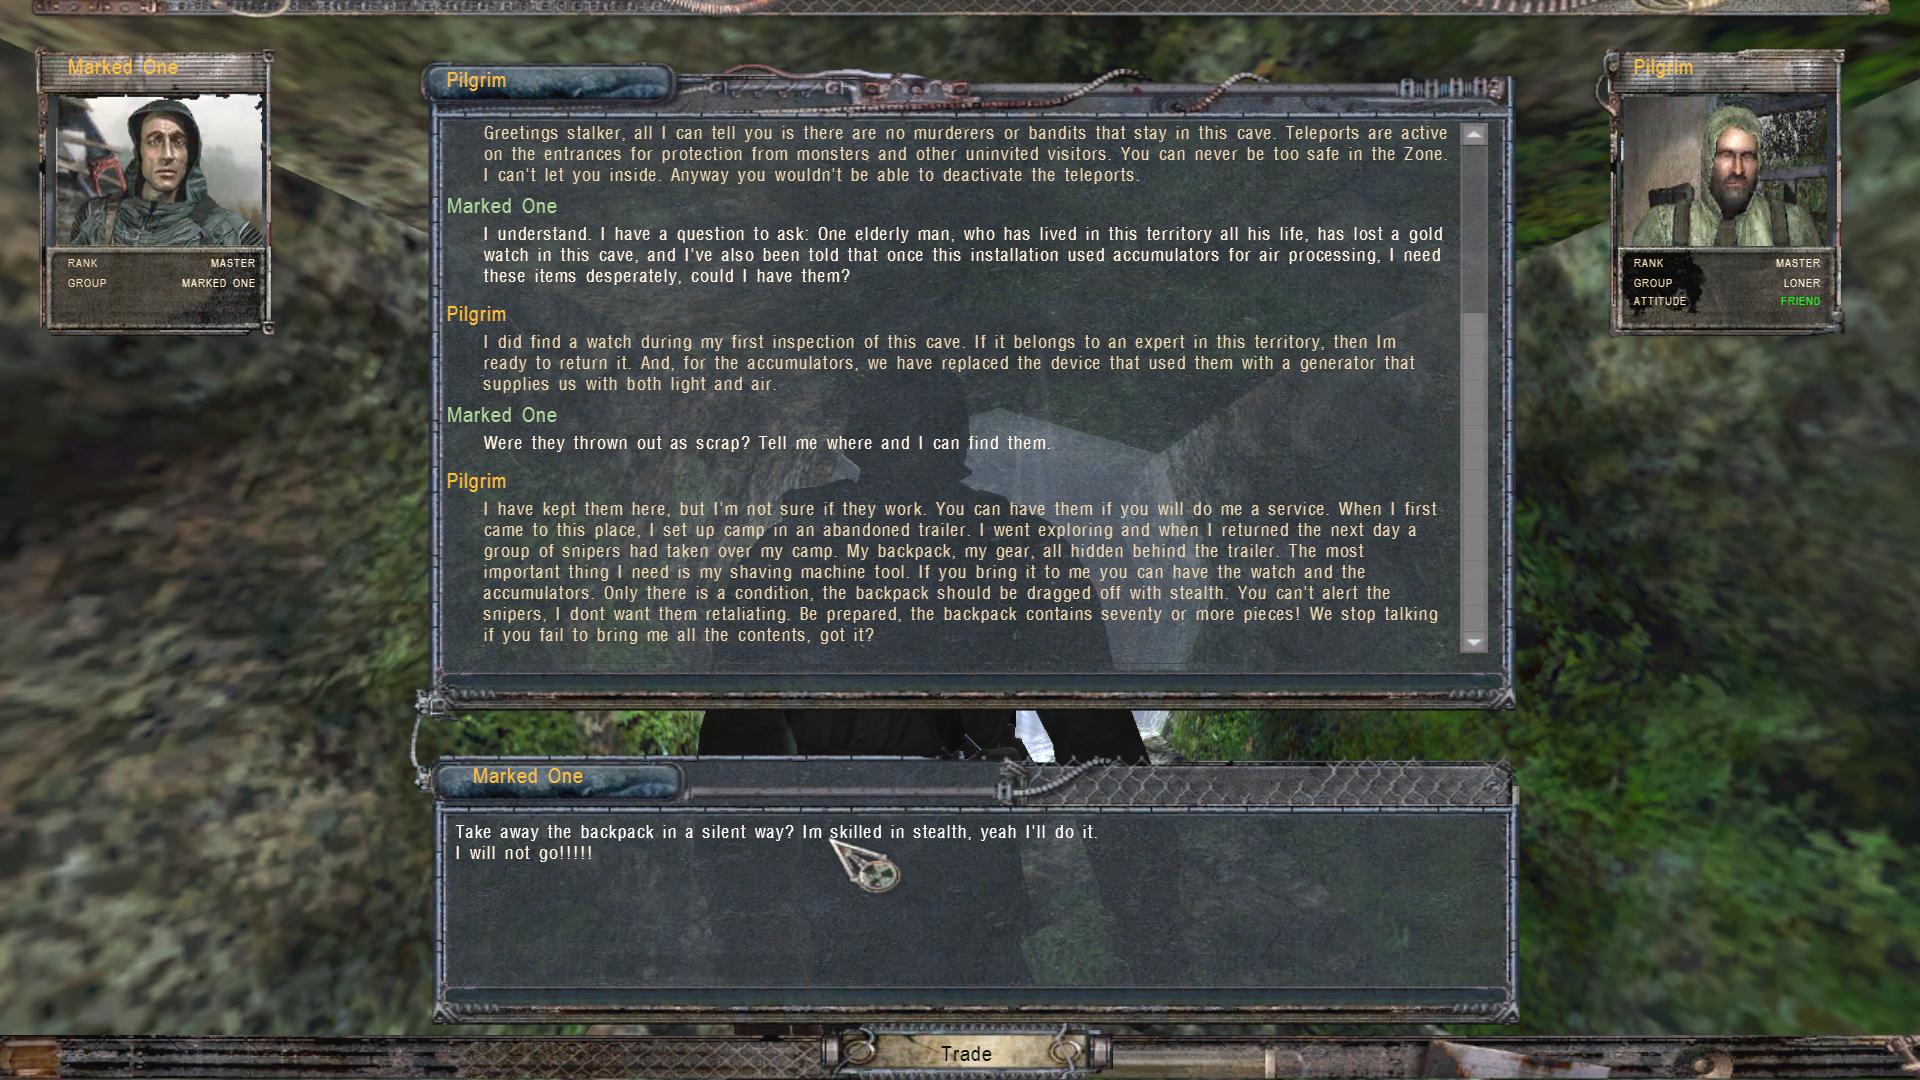 Marked One
RANK MASTER
GROUP MARKED ONE
Pilgrim
Greetings stalker, all I can tell you is there are no murderers or bandits that stay in this cave. Teleports are active
on the entrances for protection from monsters and other uninvited visitors. You can never be too safe in the Zone.
I can't let you inside. Anyway you wouldn't be able to deactivate the teleports.
Marked One
I understand. I have a question to ask: One elderly man, who has lived in this territory all his life, has lost a gold
watch in this cave, and I've also been told that once this installation used accumulators for air processing, I need
these items desperately, could I have them?
Pilgrim
I did find a watch during my first inspection of this cave. If it belongs to an expert in this territory, then Im
ready to return it. And, for the accumulators, we have replaced the device that used them with a generator that
supplies us with both light and air.
Marked One
Were they thrown out as scrap? Tell me where and I can find them.
Pilgrim
I have kept them here, but I'm not sure if they work. You can have them if you will do me a service. When I first
came to this place, I set up camp in an abandoned trailer. I went exploring and when I returned the next day a
group of snipers had taken over my camp. My backpack, my gear, all hidden behind the trailer. The most
important thing I need is my shaving machine tool. If you bring it to me you can have the watch and the
accumulators. Only there is a condition, the backpack should be dragged off with stealth. You can't alert the
snipers, I dont want them retaliating. Be prepared, the backpack contains seventy or more pieces! We stop talking
if you fail to bring me all the contents, got it?
Pilgrim
RANK MASTER
GROUP LONER
ATTITUDE FRIEND
Marked One
Take away the backpack in a silent way? Im skilled in stealth, yeah I'll do it.
I will not go!!!!!
Trade